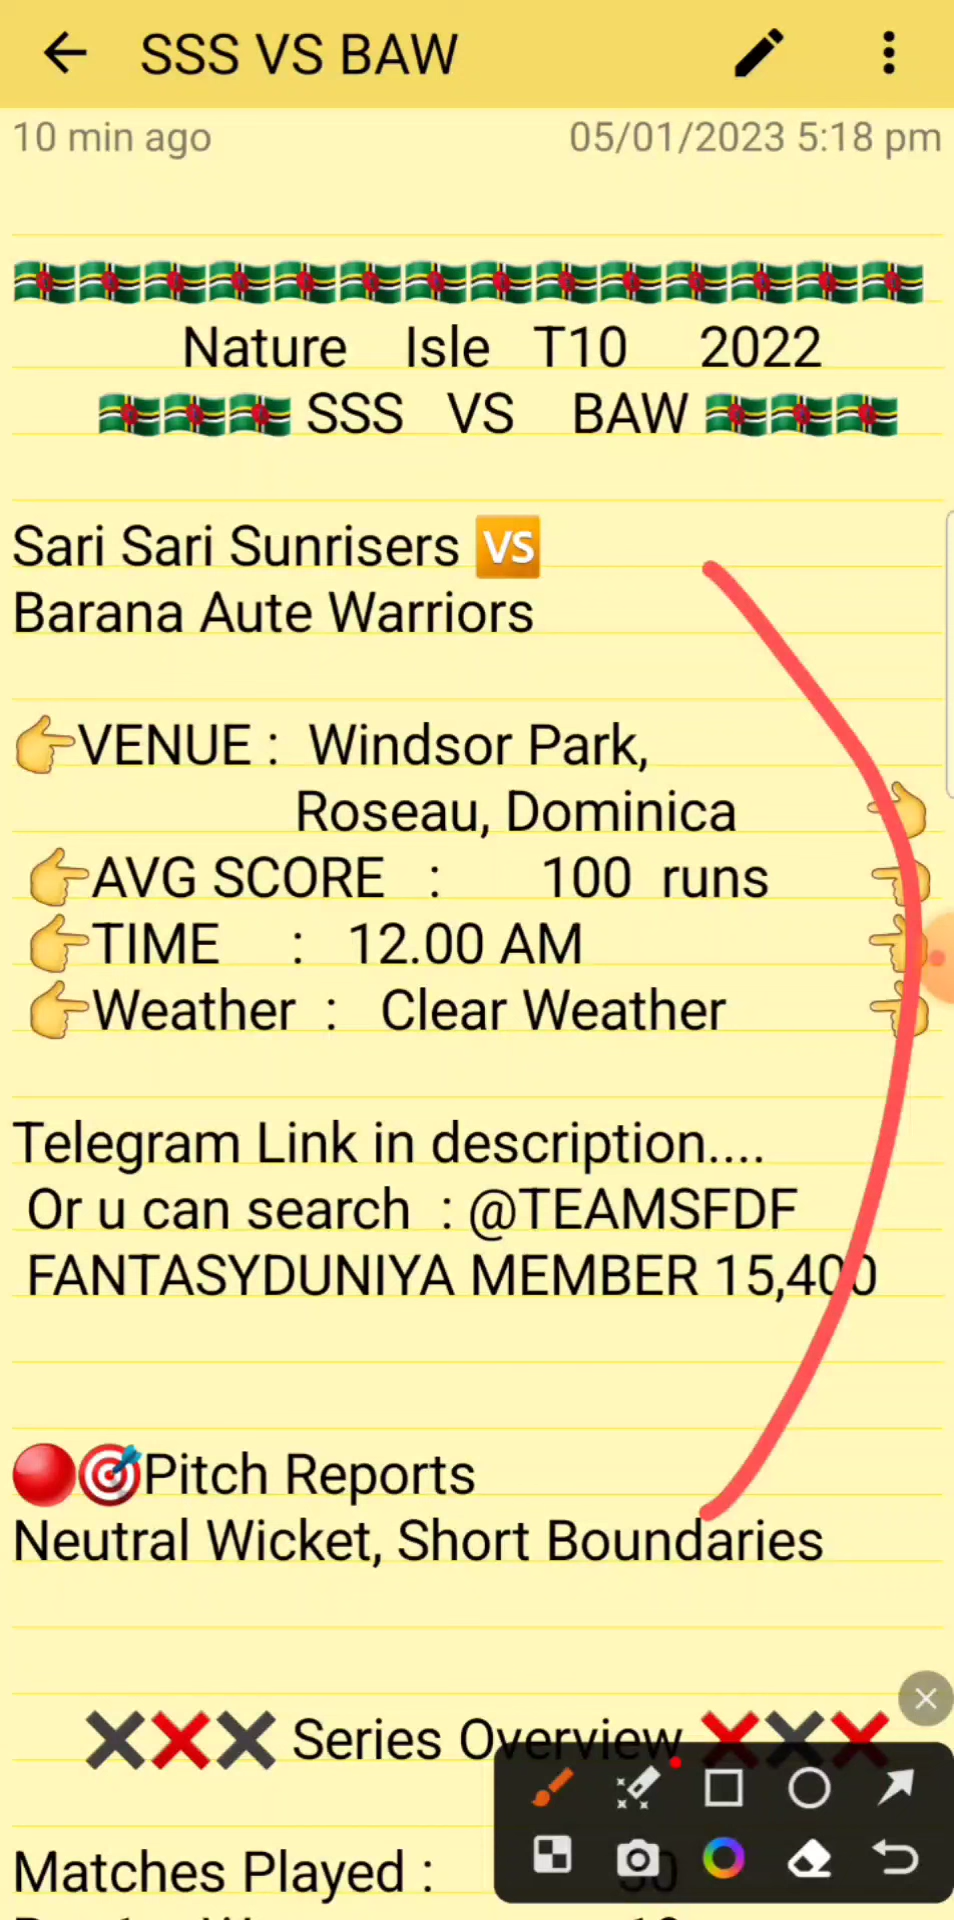 SSS VS BAW
10 min ago 05/01/2023 5:18 pm
Nature Isle T10 2022
SSS VS BAW
Sari Sari Sunrisers VS
Barana Aute Warriors
VENUE : Windsor Park,
Roseau, Dominica
AVG SCORE : 100 runs
TIME : 12.00 AM
Weather : Clear Weather
Telegram Link in description....
Or u can search : @TEAMSFDF
FANTASYDUNIYA MEMBER 15,400
Pitch Reports
Neutral Wicket, Short Boundaries
Series Overview
Matches Played :